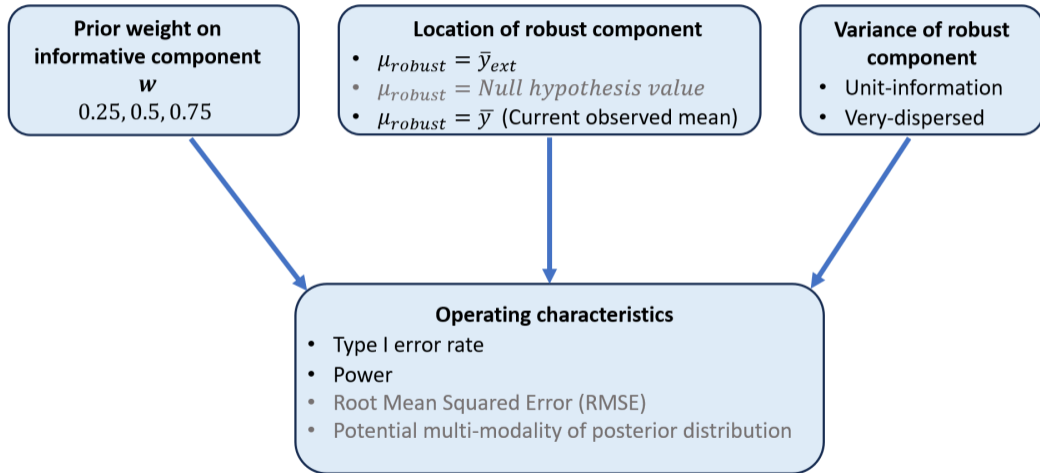 Prior weight on
informative component
w
0.25, 0.5, 0.75
Location of robust component
• μ_robust = ȳ_ext
• μ_robust = Null hypothesis value
• μ_robust = ȳ (Current observed mean)
Variance of robust
component
• Unit-information
• Very-dispersed
Operating characteristics
• Type I error rate
• Power
• Root Mean Squared Error (RMSE)
• Potential multi-modality of posterior distribution